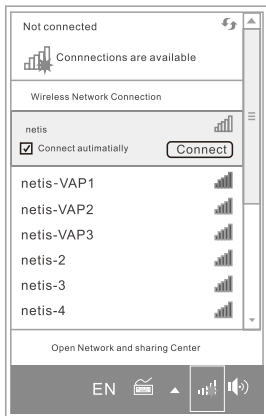 Not connected
Connnections are available
Wireless Network Connection
netis
Connect autimatially
Connect
netis-VAP1
netis-VAP2
netis-VAP3
netis-2
netis-3
netis-4
Open Network and sharing Center
EN